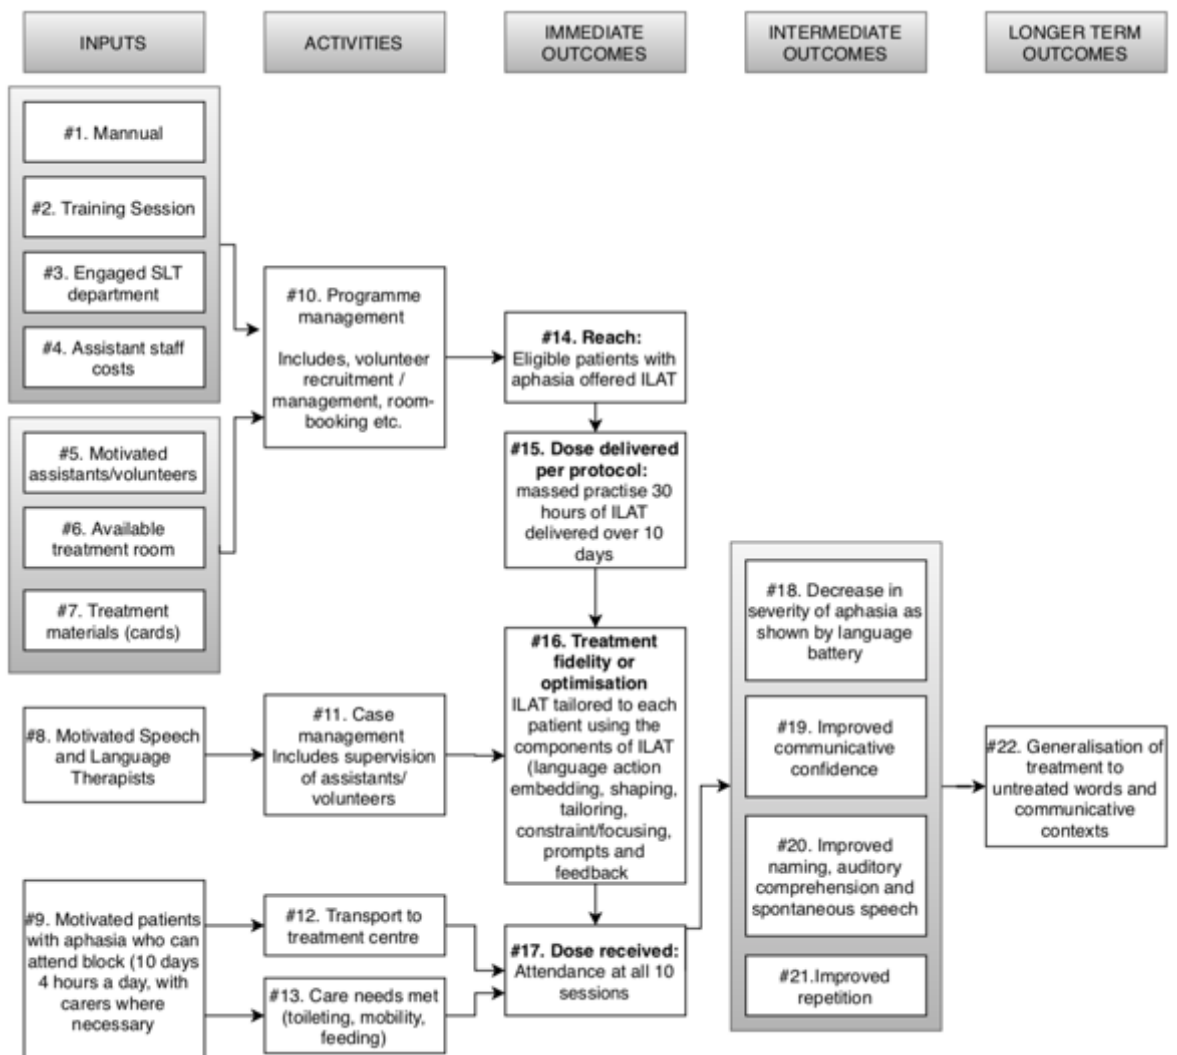 INPUTS
ACTIVITIES
IMMEDIATE
OUTCOMES
INTERMEDIATE
OUTCOMES
LONGER TERM
OUTCOMES
#1. Mannual
#2. Training Session
#3. Engaged SLT
department
#4. Assistant staff
costs
#5. Motivated
assistants/volunteers
#6. Available
treatment room
#7. Treatment
materials (cards)
#8. Motivated Speech
and Language
Therapists
#9. Motivated patients
with aphasia who can
attend block (10 days
4 hours a day, with
carers where
necessary
#10. Programme
management
Includes, volunteer
recruitment /
management, room-
booking etc.
#11. Case
management
Includes supervision
of assistants/
volunteers
#12. Transport to
treatment centre
#13. Care needs met
(toileting, mobility,
feeding)
#14. Reach:
Eligible patients with
aphasia offered ILAT
#15. Dose delivered
per protocol:
massed practise 30
hours of ILAT
delivered over 10
days
#16. Treatment
fidelity or
optimisation
ILAT tailored to each
patient using the
components of ILAT
(language action
embedding, shaping,
tailoring,
constraint/focusing,
prompts and
feedback
#17. Dose received:
Attendance at all 10
sessions
#18. Decrease in
severity of aphasia as
shown by language
battery
#19. Improved
communicative
confidence
#20. Improved
naming, auditory
comprehension and
spontaneous speech
#21.Improved
repetition
#22. Generalisation of
treatment to
untreated words and
communicative
contexts